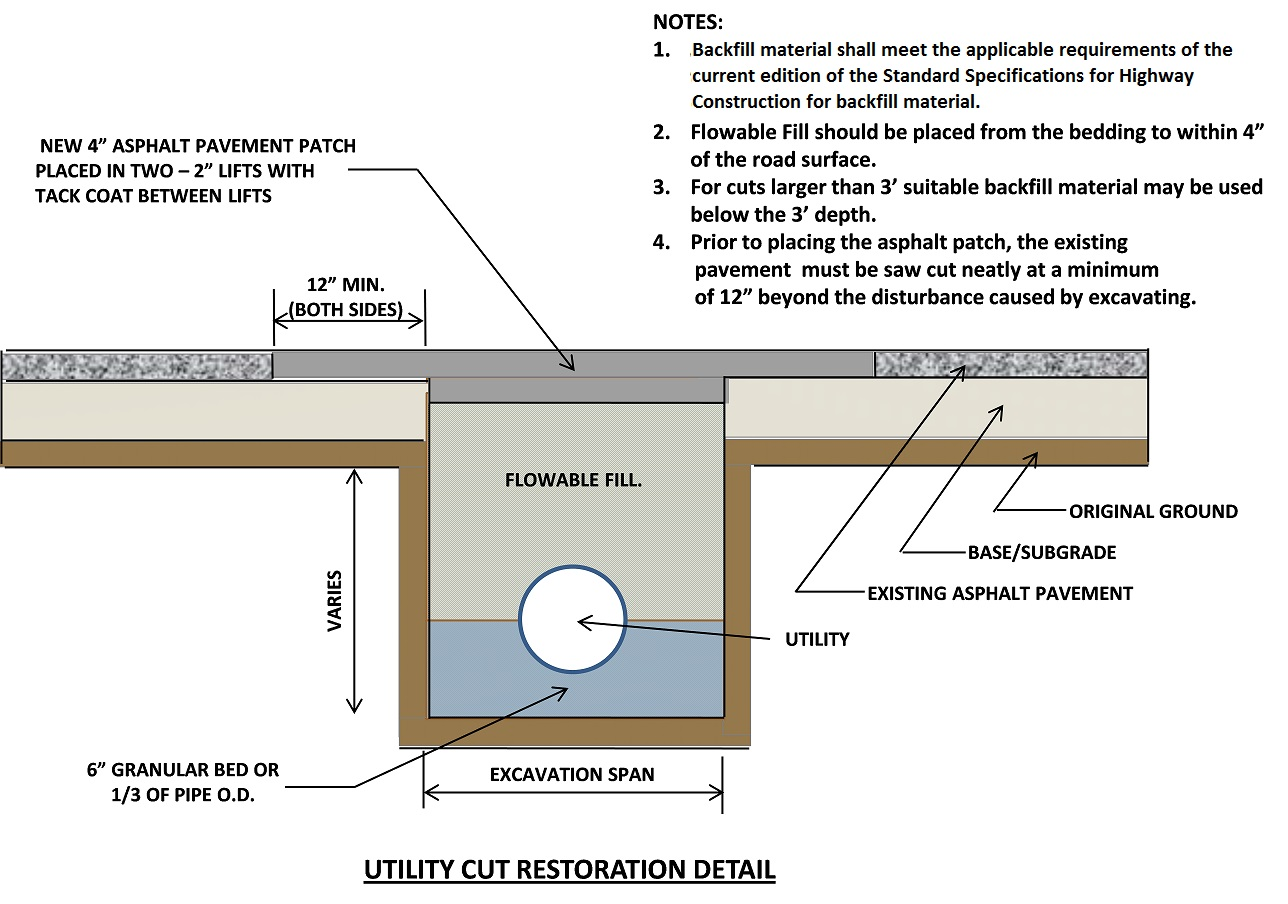 NOTES:
1. Backfill material shall meet the applicable requirements of the
current edition of the Standard Specifications for Highway
Construction for backfill material.
2. Flowable Fill should be placed from the bedding to within 4”
of the road surface.
3. For cuts larger than 3’ suitable backfill material may be used
below the 3’ depth.
4. Prior to placing the asphalt patch, the existing
pavement must be saw cut neatly at a minimum
of 12” beyond the disturbance caused by excavating.
NEW 4” ASPHALT PAVEMENT PATCH
PLACED IN TWO – 2” LIFTS WITH
TACK COAT BETWEEN LIFTS
12” MIN.
(BOTH SIDES)
FLOWABLE FILL.
ORIGINAL GROUND
BASE/SUBGRADE
EXISTING ASPHALT PAVEMENT
VARIES
UTILITY
6” GRANULAR BED OR
1/3 OF PIPE O.D.
EXCAVATION SPAN
UTILITY CUT RESTORATION DETAIL